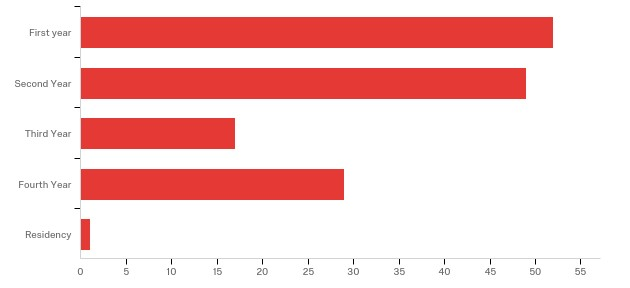 First year
Second Year
Third Year
Fourth Year
Residency
0 5 10 15 20 25 30 35 40 45 50 55